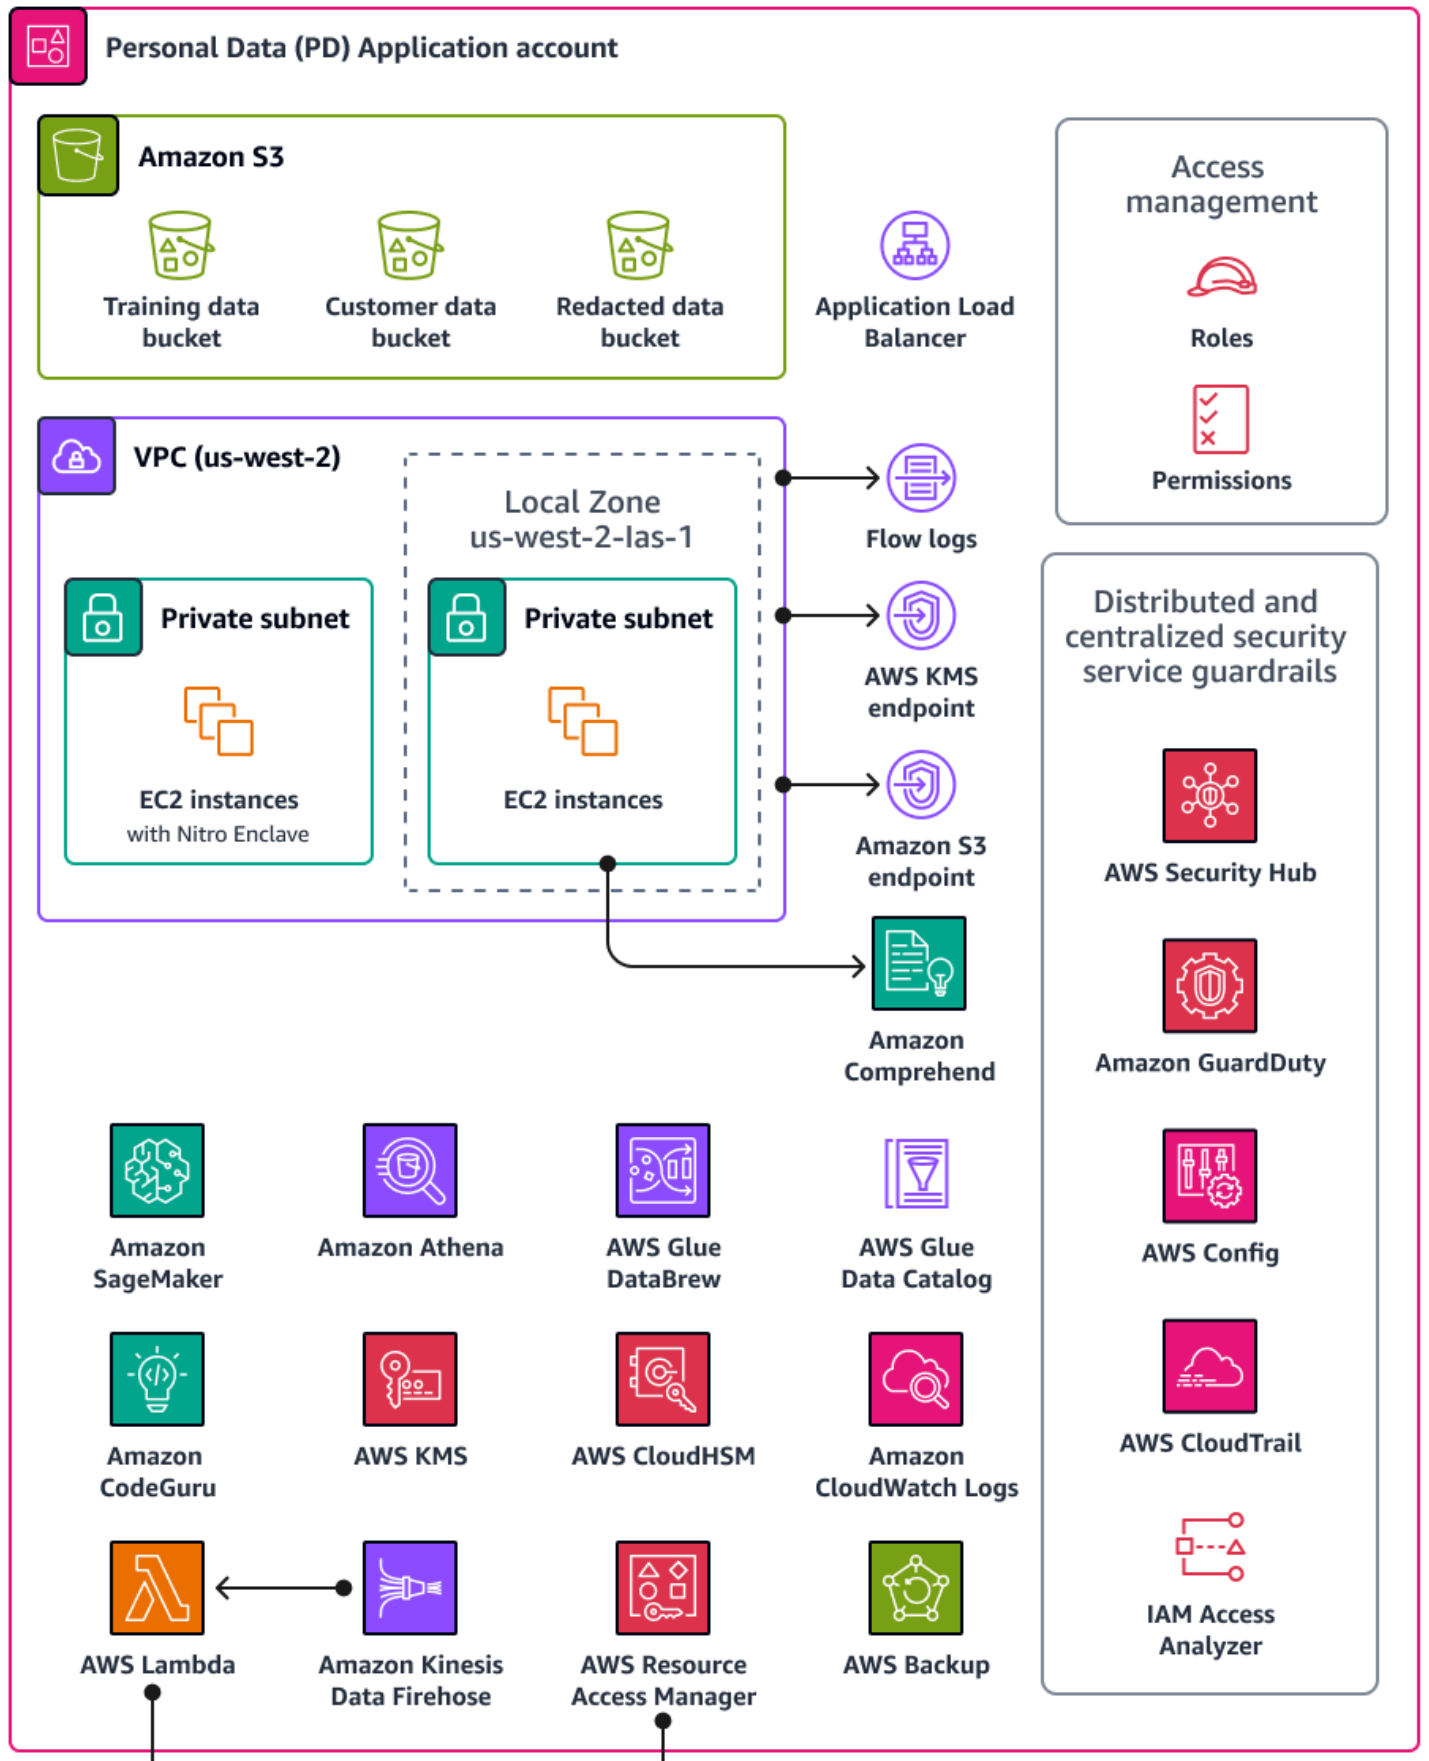 Personal Data (PD) Application account
Amazon S3
Training data
bucket
Customer data
bucket
Redacted data
bucket
Application Load
Balancer
Access
management
Roles
Permissions
VPC (us-west-2)
Local Zone
us-west-2-las-1
Private subnet
EC2 instances
with Nitro Enclave
Private subnet
EC2 instances
Flow logs
AWS KMS
endpoint
Amazon S3
endpoint
Amazon
Comprehend
Distributed and
centralized security
service guardrails
AWS Security Hub
Amazon GuardDuty
AWS Config
AWS CloudTrail
IAM Access
Analyzer
Amazon
SageMaker
Amazon Athena
AWS Glue
DataBrew
AWS Glue
Data Catalog
Amazon
CodeGuru
AWS KMS
AWS CloudHSM
Amazon
CloudWatch Logs
AWS Lambda
Amazon Kinesis
Data Firehose
AWS Resource
Access Manager
AWS Backup